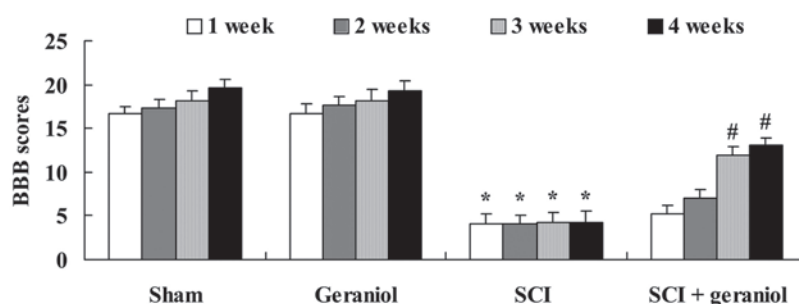 1 week 2 weeks 3 weeks 4 weeks
25
20
15
10
5
0
BBB scores
# #
* * * *
Sham Geraniol SCI SCI + geraniol